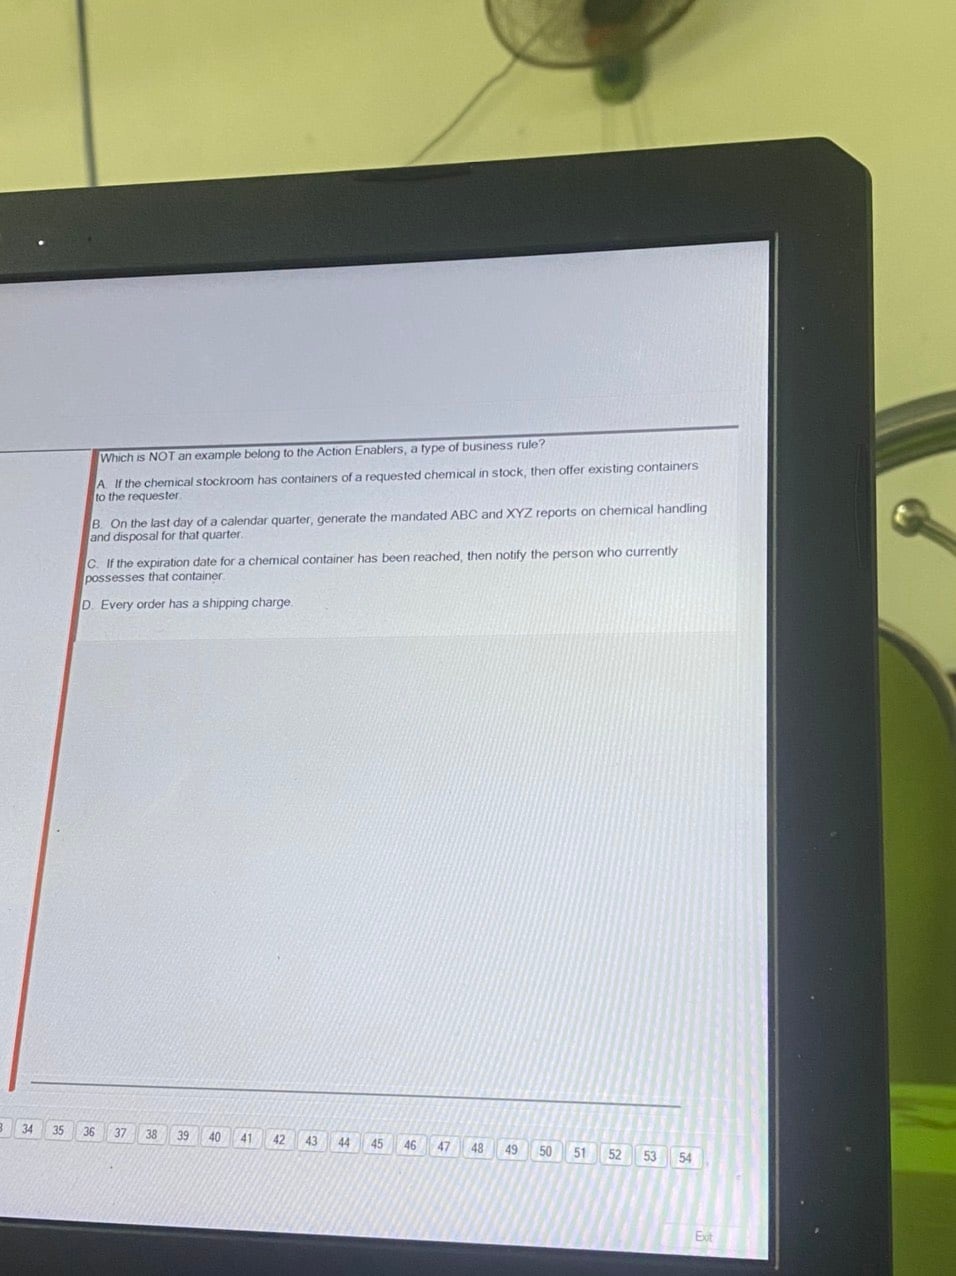 Which is NOT an example belong to the Action Enablers, a type of business rule?
A. If the chemical stockroom has containers of a requested chemical in stock, then offer existing containers
to the requester.
B. On the last day of a calendar quarter, generate the mandated ABC and XYZ reports on chemical handling
and disposal for that quarter.
C. If the expiration date for a chemical container has been reached, then notify the person who currently
possesses that container.
D. Every order has a shipping charge.
34 35 36 37 38 39 40 41 42 43 44 45 46 47 48 49 50 51 52 53 54
Exit